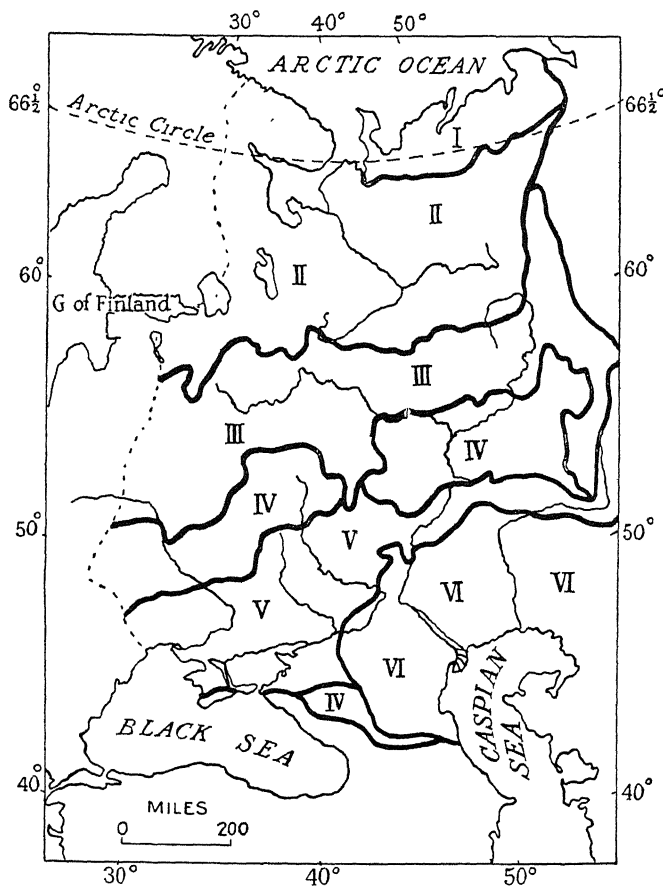 30° 40° 50°
ARCTIC OCEAN
66½° 66½°
Arctic Circle
I
II
60° II 60°
G of Finland
III
III
IV
IV
50° V 50°
VI VI
V
VI
IV
CASPIAN SEA
BLACK SEA
40° 40°
MILES
0 200
30° 40° 50°